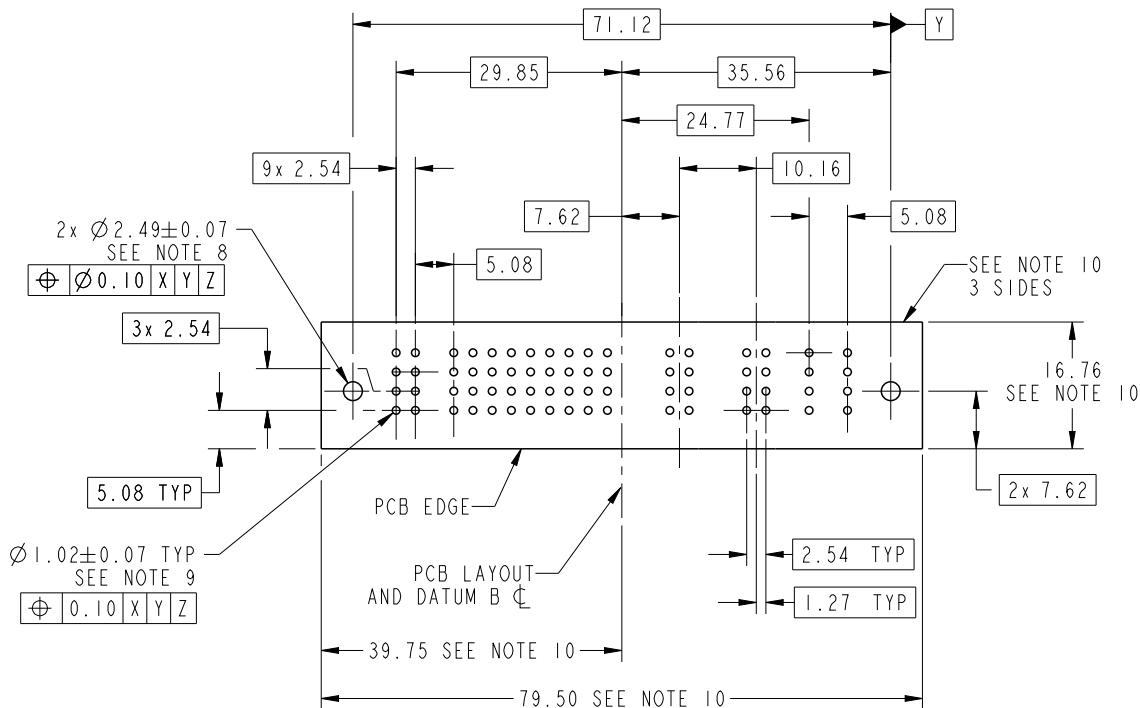 71.12
Y
29.85
35.56
24.77
9x 2.54
10.16
7.62
5.08
2x Ø2.49±0.07
SEE NOTE 8
⌖ Ø0.10 X Y Z
5.08
SEE NOTE 10
3 SIDES
3x 2.54
16.76
SEE NOTE 10
5.08 TYP
PCB EDGE
2x 7.62
Ø1.02±0.07 TYP
SEE NOTE 9
⌖ 0.10 X Y Z
PCB LAYOUT
AND DATUM B ℄
2.54 TYP
1.27 TYP
39.75 SEE NOTE 10
79.50 SEE NOTE 10